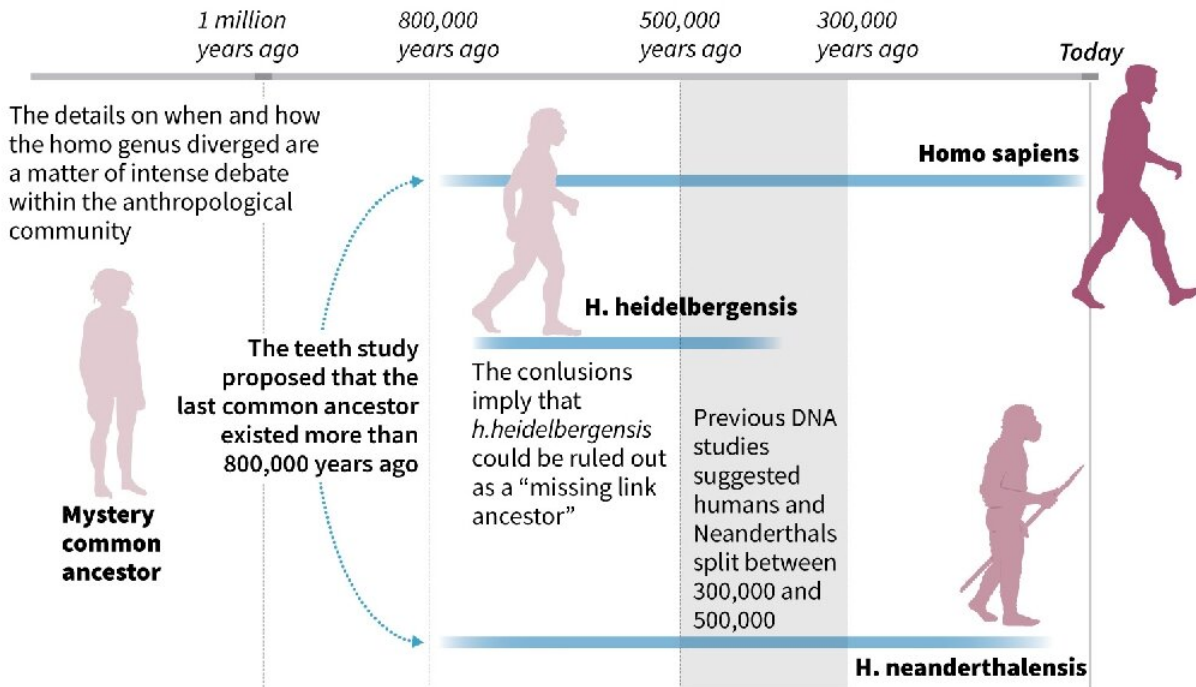 1 million
years ago
800,000
years ago
500,000
years ago
300,000
years ago
Today
The details on when and how
the homo genus diverged are
a matter of intense debate
within the anthropological
community
Homo sapiens
H. heidelbergensis
The teeth study
proposed that the
last common ancestor
existed more than
800,000 years ago
The conlusions
imply that
h.heidelbergensis
could be ruled out
as a “missing link
ancestor”
Previous DNA
studies
suggested
humans and
Neanderthals
split between
300,000 and
500,000
Mystery
common
ancestor
H. neanderthalensis